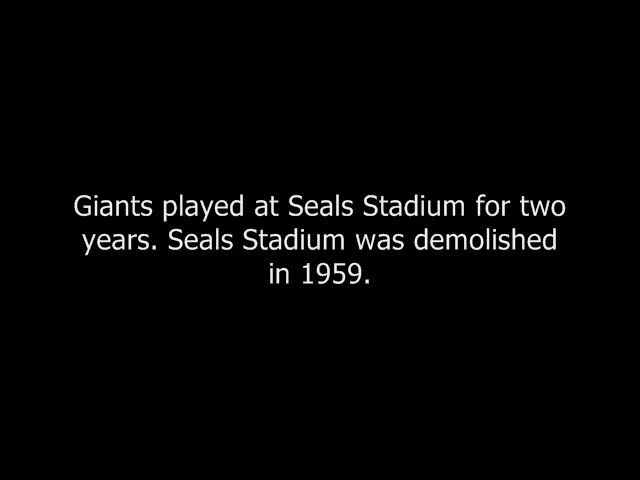 Giants played at Seals Stadium for two
years. Seals Stadium was demolished
in 1959.